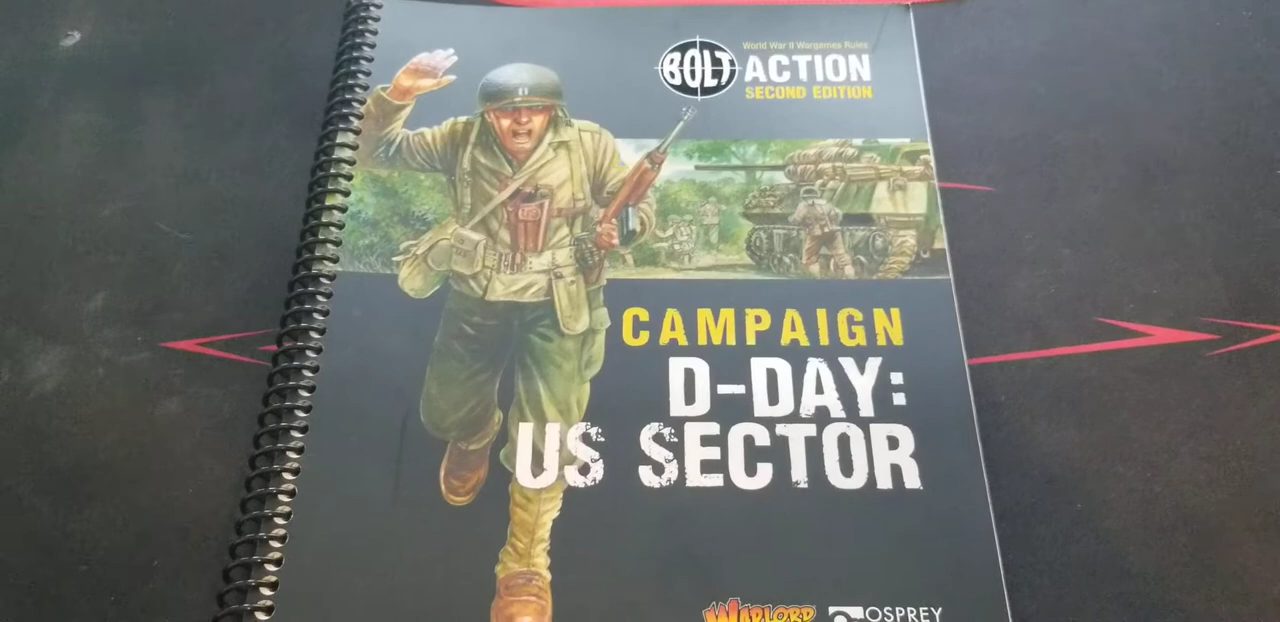 World War II Wargames Rules
BOLT ACTION
SECOND EDITION
CAMPAIGN
D-DAY:
US SECTOR
WARLORD
OSPREY